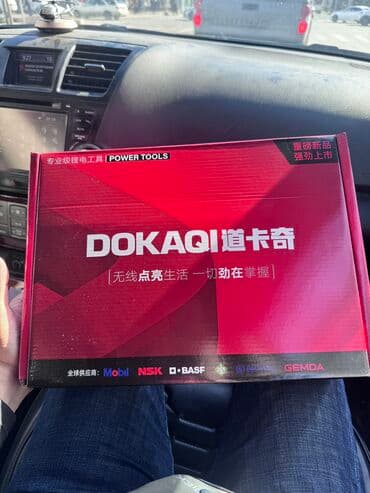 专业级锂电工具 POWER TOOLS
重磅新品
强劲上市
DOKAQI道卡奇
无线点亮生活 一切劲在掌握
全球供应商: Mobil NSK BASF GEMDA